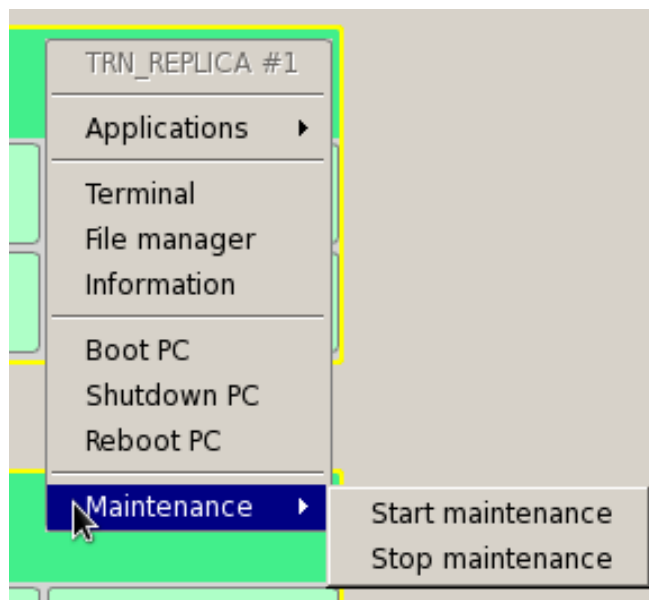 TRN_REPLICA #1
Applications
Terminal
File manager
Information
Boot PC
Shutdown PC
Reboot PC
Maintenance
Start maintenance
Stop maintenance